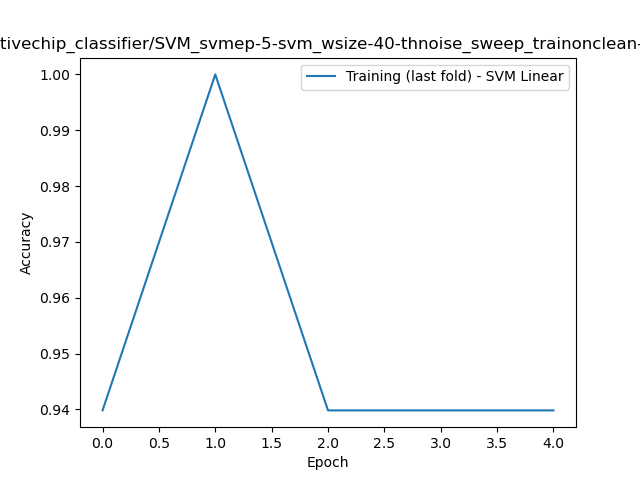 tivechip_classifier/SVM_svmep-5-svm_wsize-40-thnoise_sweep_trainonclean-
Training (last fold) - SVM Linear
1.00
0.99
0.98
0.97
0.96
0.95
0.94
Accuracy
0.0 0.5 1.0 1.5 2.0 2.5 3.0 3.5 4.0
Epoch